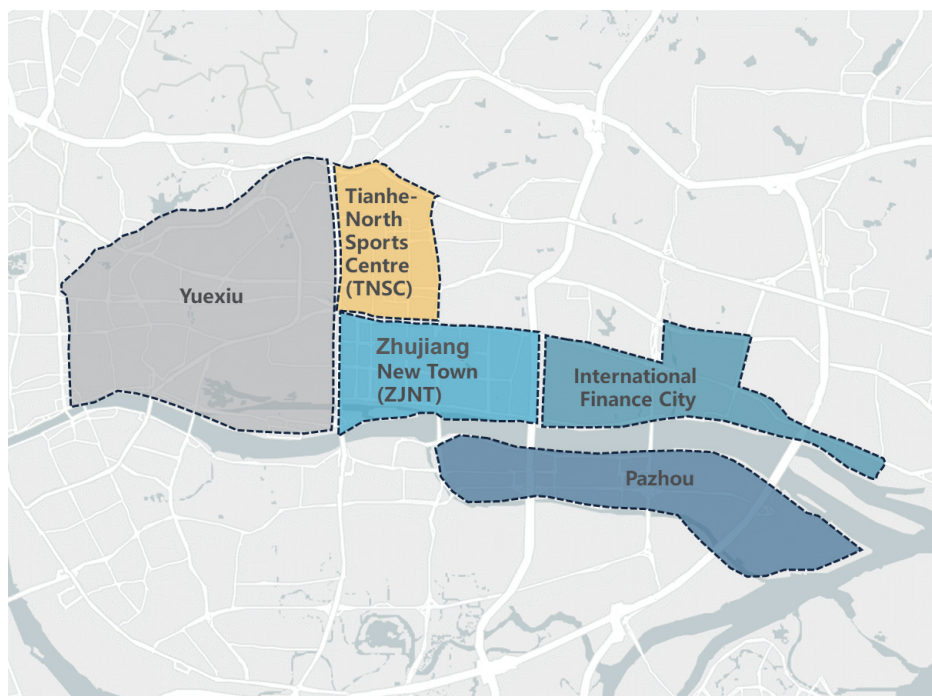 Tianhe-
North
Sports
Centre
(TNSC)
Yuexiu
Zhujiang
New Town
(ZJNT)
International
Finance City
Pazhou